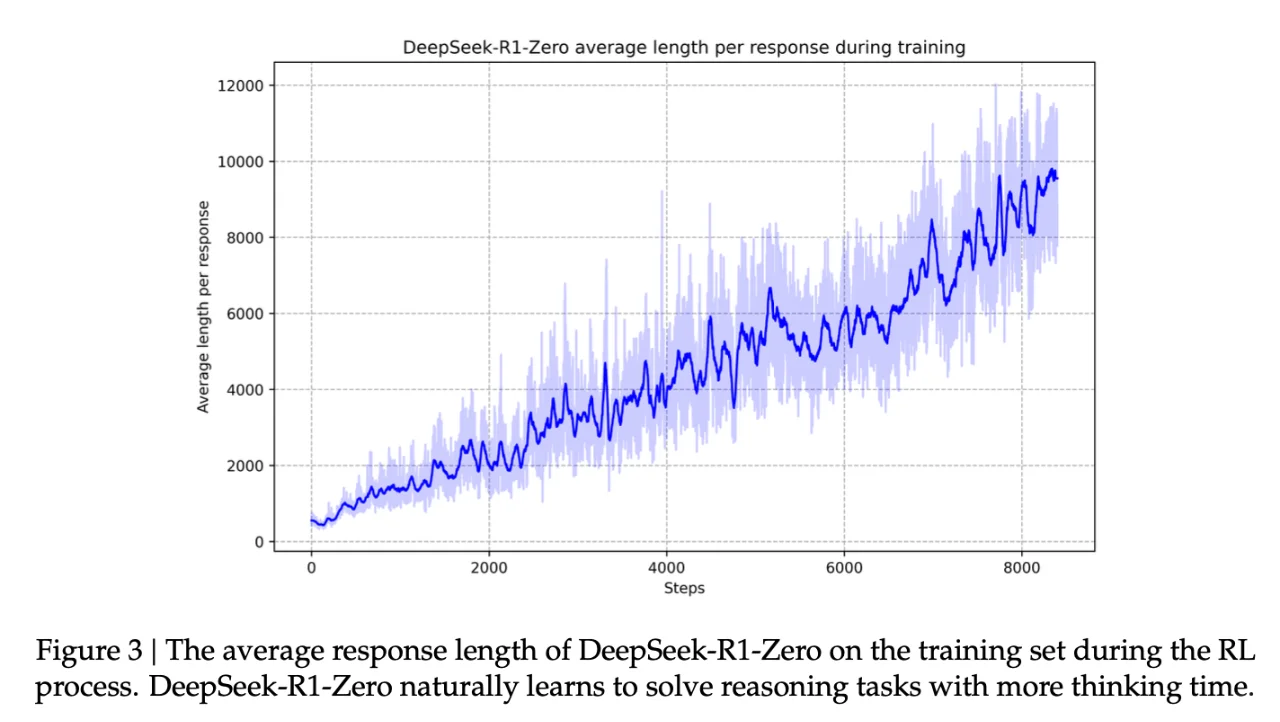 DeepSeek-R1-Zero average length per response during training
12000
10000
8000
6000
4000
2000
0
Average length per response
0 2000 4000 6000 8000
Steps
Figure 3 | The average response length of DeepSeek-R1-Zero on the training set during the RL
process. DeepSeek-R1-Zero naturally learns to solve reasoning tasks with more thinking time.